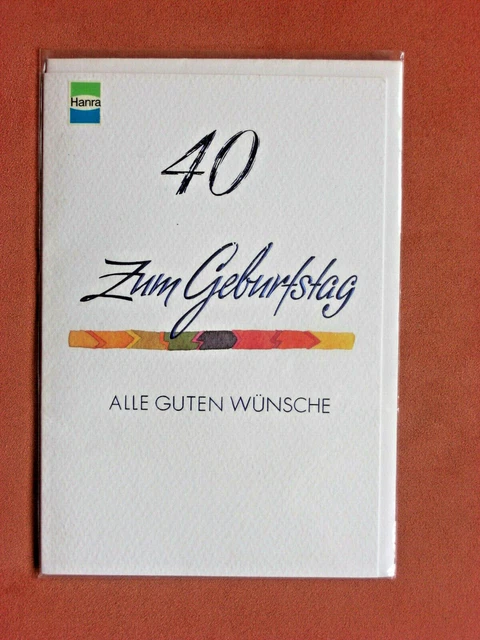 Hanra
40
Zum Geburtstag
ALLE GUTEN WÜNSCHE